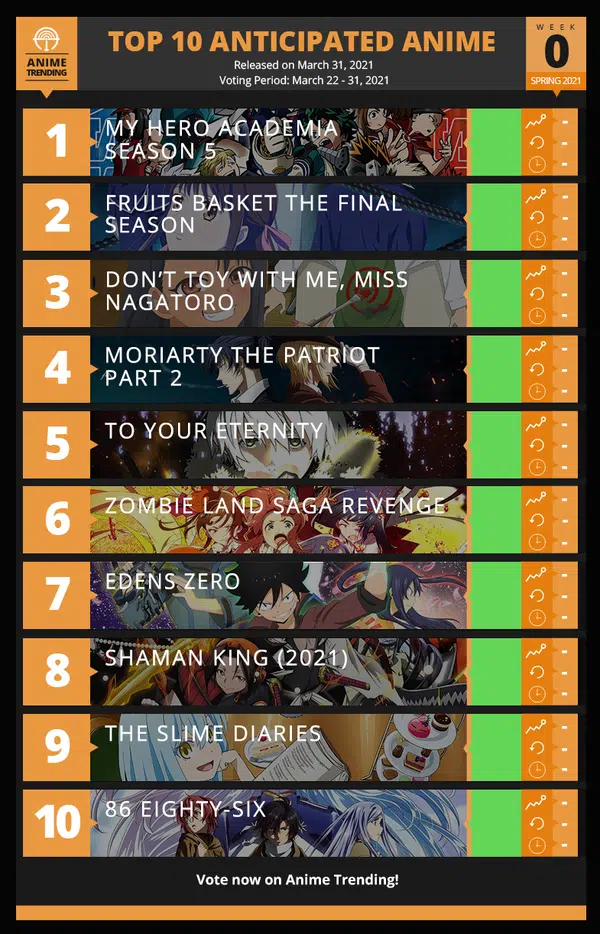 ANIME
TRENDING
TOP 10 ANTICIPATED ANIME
Released on March 31, 2021
Voting Period: March 22 - 31, 2021
WEEK
0
SPRING 2021
1
MY HERO ACADEMIA
SEASON 5
2
FRUITS BASKET THE FINAL
SEASON
3
DON'T TOY WITH ME, MISS
NAGATORO
4
MORIARTY THE PATRIOT
PART 2
5
TO YOUR ETERNITY
6
ZOMBIE LAND SAGA REVENGE
7
EDENS ZERO
8
SHAMAN KING (2021)
9
THE SLIME DIARIES
10
86 EIGHTY-SIX
Vote now on Anime Trending!